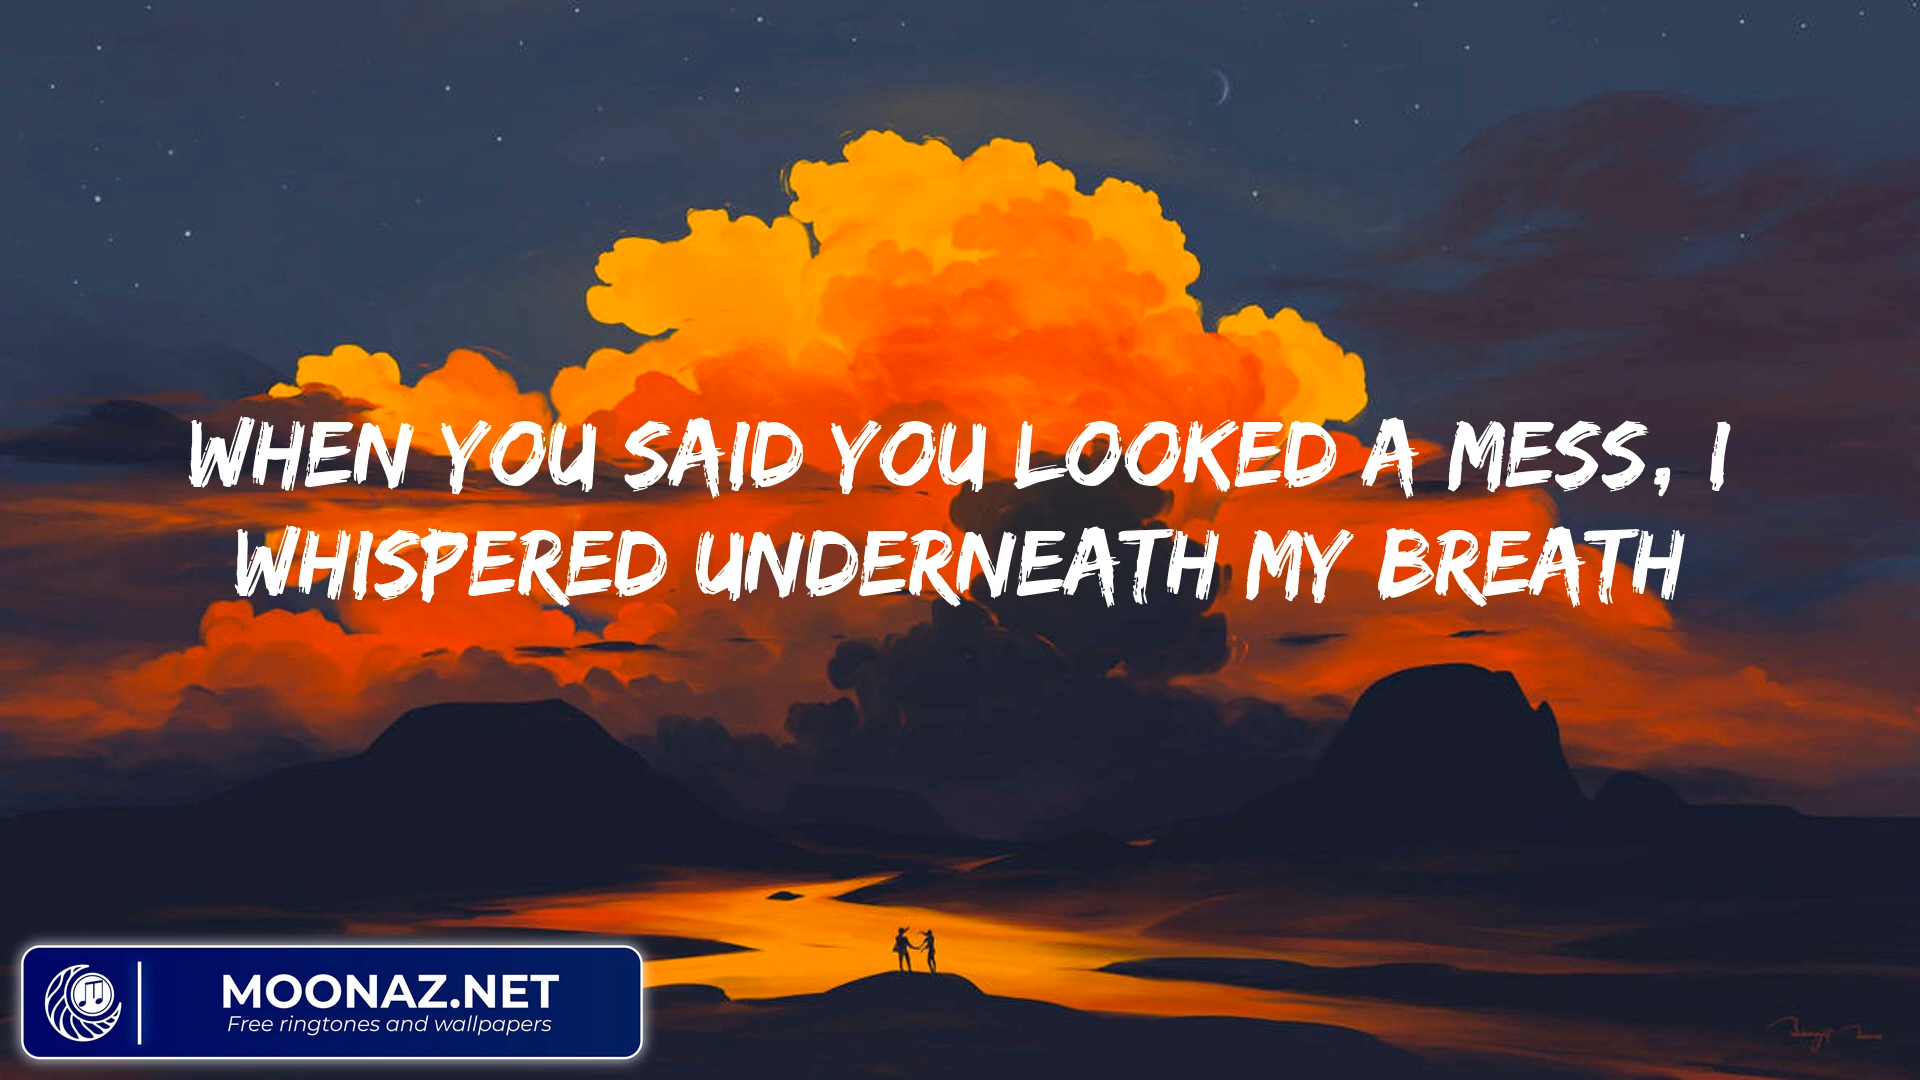 WHEN YOU SAID YOU LOOKED A MESS, I
WHISPERED UNDERNEATH MY BREATH
MOONAZ.NET
Free ringtones and wallpapers